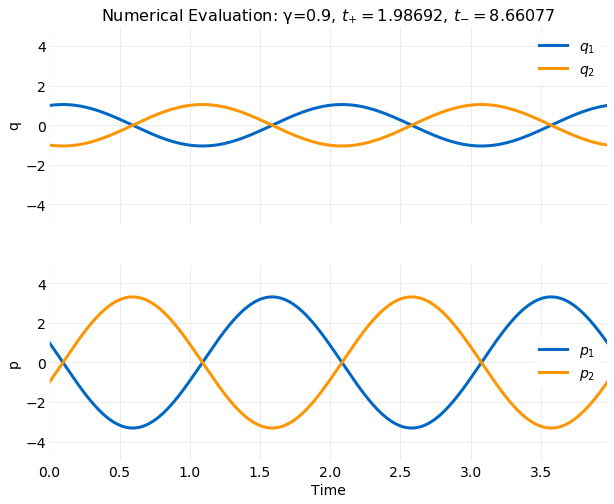 Numerical Evaluation: γ=0.9, t₊ = 1.98692, t₋ = 8.66077
q
4
2
0
−2
−4
q₁
q₂
p
4
2
0
−2
−4
p₁
p₂
0.0 0.5 1.0 1.5 2.0 2.5 3.0 3.5
Time